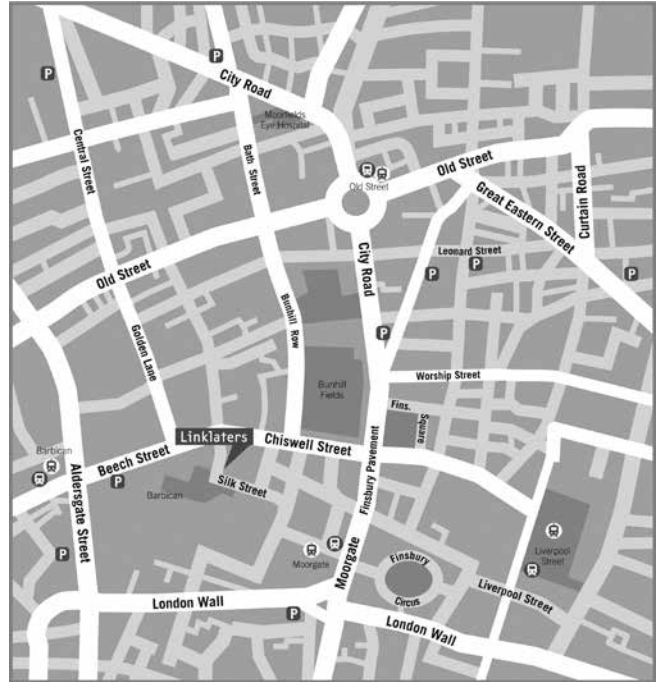 P
P
City Road
Moorfields
Eye Hospital
Central Street
Bath Street
Old Street
Old Street
Great Eastern Street
Curtain Road
City Road
Leonard Street
P
P
P
Old Street
Bunhill Row
Golden Lane
P
Worship Street
Bunhill
Fields
Fins.
Square
Linklaters
Chiswell Street
Finsbury Pavement
Barbican
Beech Street
P
Barbican
Silk Street
Aldersgate Street
P
Moorgate
Moorgate
Finsbury
Circus
Liverpool
Street
Liverpool Street
London Wall
P
London Wall